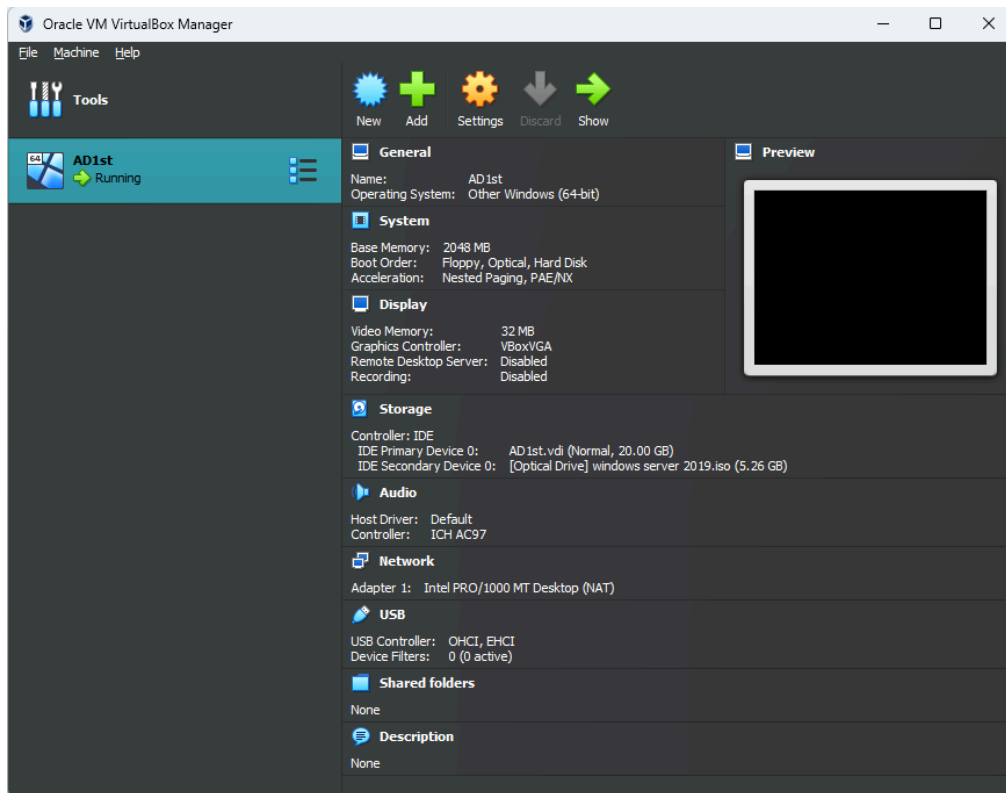 Oracle VM VirtualBox Manager
File Machine Help
Tools
New Add Settings Discard Show
64
AD1st
Running
General
Name: AD1st
Operating System: Other Windows (64-bit)
System
Base Memory: 2048 MB
Boot Order: Floppy, Optical, Hard Disk
Acceleration: Nested Paging, PAE/NX
Display
Video Memory: 32 MB
Graphics Controller: VBoxVGA
Remote Desktop Server: Disabled
Recording: Disabled
Preview
Storage
Controller: IDE
IDE Primary Device 0: AD1st.vdi (Normal, 20.00 GB)
IDE Secondary Device 0: [Optical Drive] windows server 2019.iso (5.26 GB)
Audio
Host Driver: Default
Controller: ICH AC97
Network
Adapter 1: Intel PRO/1000 MT Desktop (NAT)
USB
USB Controller: OHCI, EHCI
Device Filters: 0 (0 active)
Shared folders
None
Description
None